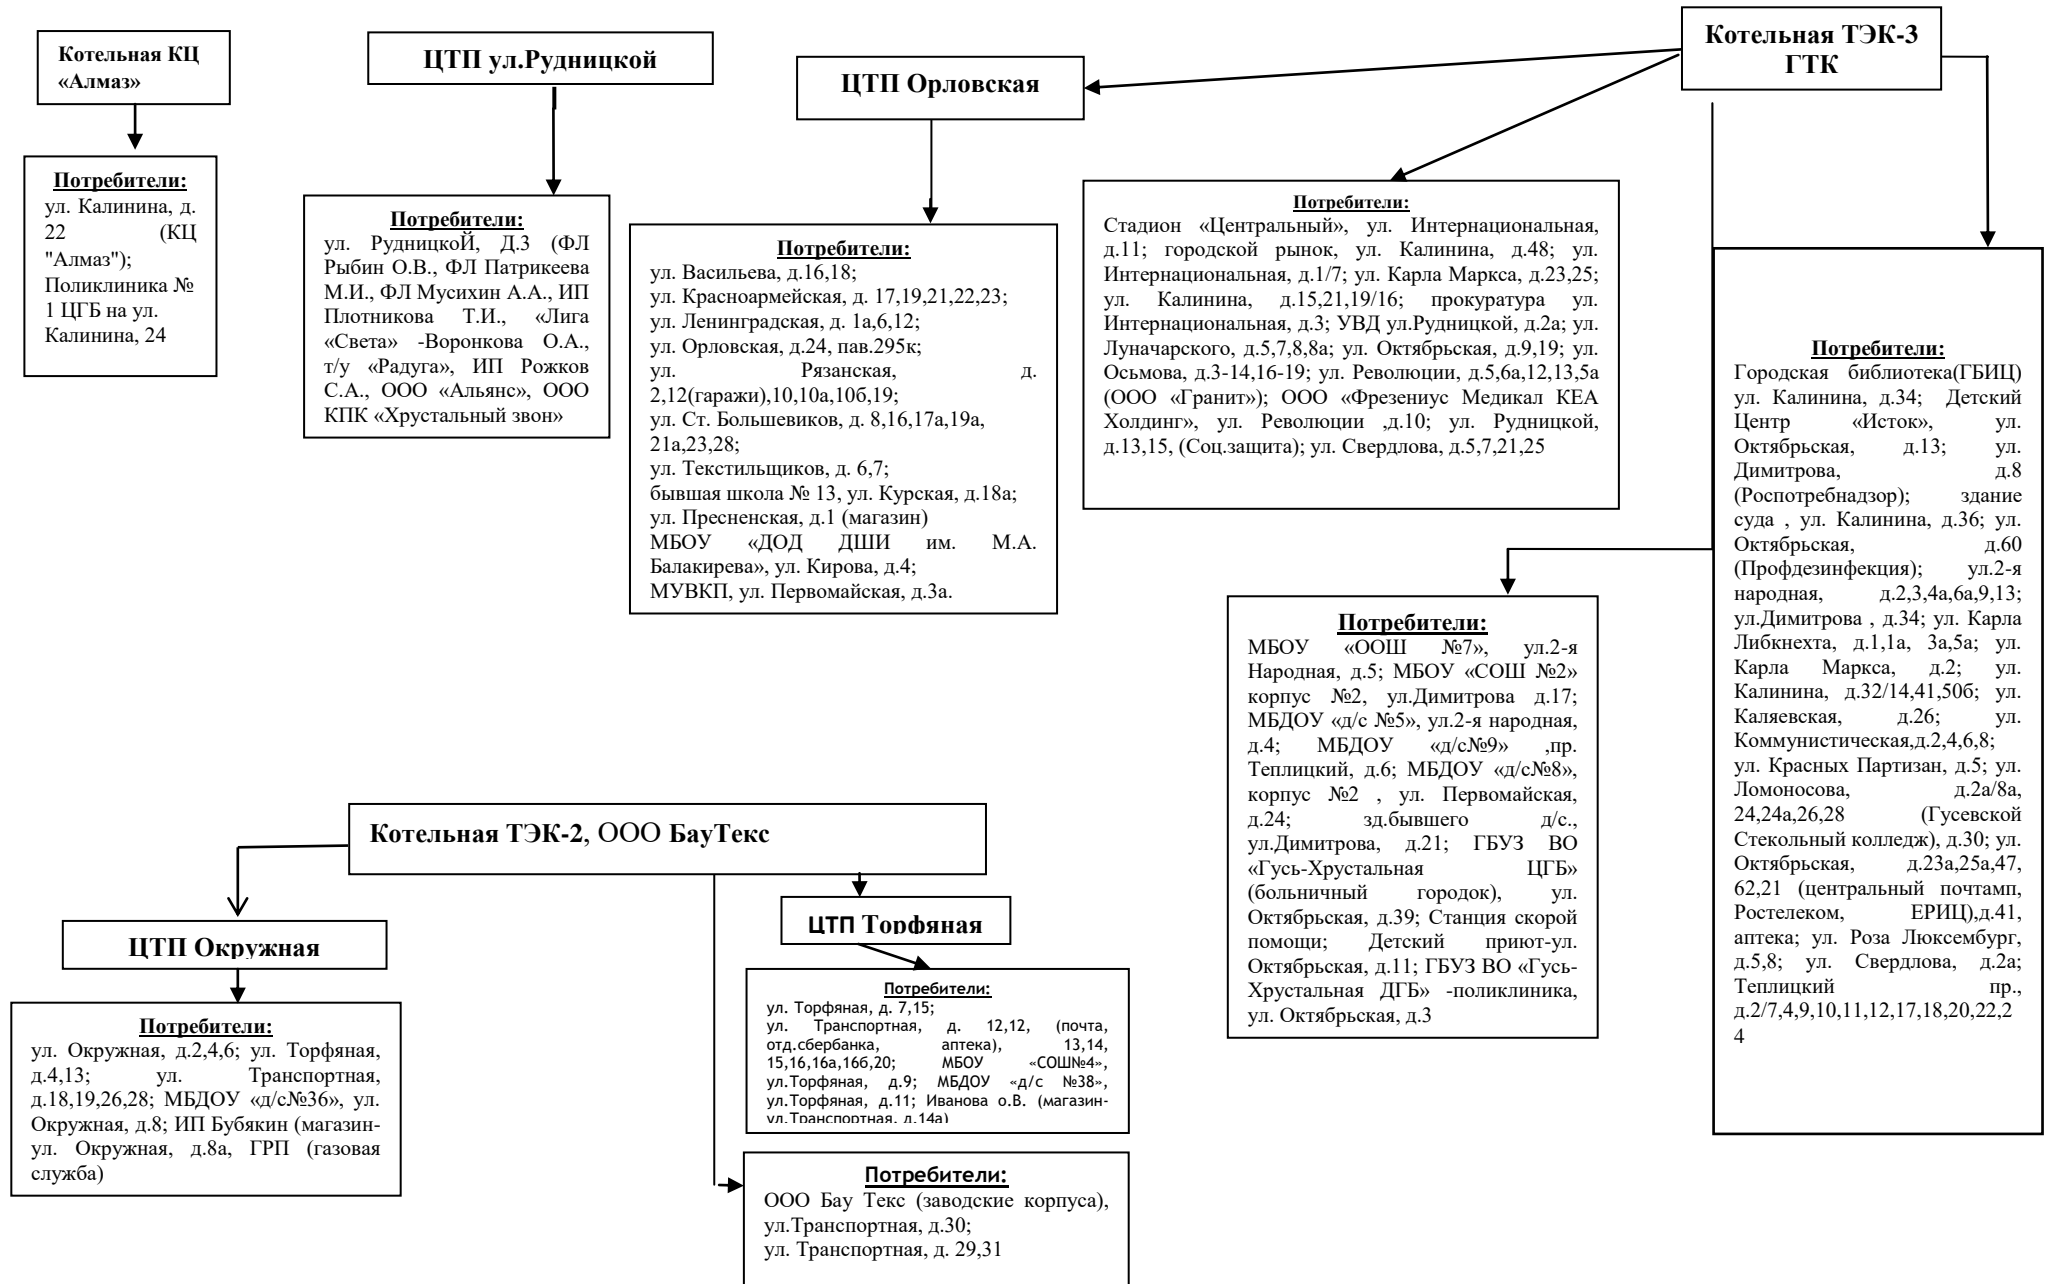 Котельная КЦ
«Алмаз»
Потребители:
ул. Калинина, д.
22 (КЦ
"Алмаз");
Поликлиника №
1 ЦГБ на ул.
Калинина, 24
ЦТП ул.Рудницкой
Потребители:
ул. РудницкоЙ, Д.3 (ФЛ
Рыбин О.В., ФЛ Патрикеева
М.И., ФЛ Мусихин А.А., ИП
Плотникова Т.И., «Лига
«Света» -Воронкова О.А.,
т/у «Радуга», ИП Рожков
С.А., ООО «Альянс», ООО
КПК «Хрустальный звон»
ЦТП Орловская
Потребители:
ул. Васильева, д.16,18;
ул. Красноармейская, д. 17,19,21,22,23;
ул. Ленинградская, д. 1а,6,12;
ул. Орловская, д.24, пав.295к;
ул. Рязанская, д.
2,12(гаражи),10,10а,10б,19;
ул. Ст. Большевиков, д. 8,16,17а,19а,
21а,23,28;
ул. Текстильщиков, д. 6,7;
бывшая школа № 13, ул. Курская, д.18а;
ул. Пресненская, д.1 (магазин)
МБОУ «ДОД ДШИ им. М.А.
Балакирева», ул. Кирова, д.4;
МУВКП, ул. Первомайская, д.3а.
Котельная ТЭК-3
ГТК
Потребители:
Стадион «Центральный», ул. Интернациональная,
д.11; городской рынок, ул. Калинина, д.48; ул.
Интернациональная, д.1/7; ул. Карла Маркса, д.23,25;
ул. Калинина, д.15,21,19/16; прокуратура ул.
Интернациональная, д.3; УВД ул.Рудницкой, д.2а; ул.
Луначарского, д.5,7,8,8а; ул. Октябрьская, д.9,19; ул.
Осьмова, д.3-14,16-19; ул. Революции, д.5,6а,12,13,5а
(ООО «Гранит»); ООО «Фрезениус Медикал КЕА
Холдинг», ул. Революции ,д.10; ул. Рудницкой,
д.13,15, (Соц.защита); ул. Свердлова, д.5,7,21,25
Потребители:
МБОУ «ООШ №7», ул.2-я
Народная, д.5; МБОУ «СОШ №2»
корпус №2, ул.Димитрова д.17;
МБДОУ «д/с №5», ул.2-я народная,
д.4; МБДОУ «д/с№9» ,пр.
Теплицкий, д.6; МБДОУ «д/с№8»,
корпус №2 , ул. Первомайская,
д.24; зд.бывшего д/с.,
ул.Димитрова, д.21; ГБУЗ ВО
«Гусь-Хрустальная ЦГБ»
(больничный городок), ул.
Октябрьская, д.39; Станция скорой
помощи; Детский приют-ул.
Октябрьская, д.11; ГБУЗ ВО «Гусь-
Хрустальная ДГБ» -поликлиника,
ул. Октябрьская, д.3
Потребители:
Городская библиотека(ГБИЦ)
ул. Калинина, д.34; Детский
Центр «Исток», ул.
Октябрьская, д.13; ул.
Димитрова, д.8
(Роспотребнадзор); здание
суда , ул. Калинина, д.36; ул.
Октябрьская, д.60
(Профдезинфекция); ул.2-я
народная, д.2,3,4а,6а,9,13;
ул.Димитрова , д.34; ул. Карла
Либкнехта, д.1,1а, 3а,5а; ул.
Карла Маркса, д.2; ул.
Калинина, д.32/14,41,50б; ул.
Каляевская, д.26; ул.
Коммунистическая,д.2,4,6,8;
ул. Красных Партизан, д.5; ул.
Ломоносова, д.2а/8а,
24,24а,26,28 (Гусевской
Стекольный колледж), д.30; ул.
Октябрьская, д.23а,25а,47,
62,21 (центральный почтамп,
Ростелеком, ЕРИЦ),д.41,
аптека; ул. Роза Люксембург,
д.5,8; ул. Свердлова, д.2а;
Теплицкий пр.,
д.2/7,4,9,10,11,12,17,18,20,22,2
4
Котельная ТЭК-2, ООО БауТекс
ЦТП Окружная
Потребители:
ул. Окружная, д.2,4,6; ул. Торфяная,
д.4,13; ул. Транспортная,
д.18,19,26,28; МБДОУ «д/с№36», ул.
Окружная, д.8; ИП Бубякин (магазин-
ул. Окружная, д.8а, ГРП (газовая
служба)
ЦТП Торфяная
Потребители:
ул. Торфяная, д. 7,15;
ул. Транспортная, д. 12,12, (почта,
отд.сбербанка, аптека), 13,14,
15,16,16а,16б,20; МБОУ «СОШ№4»,
ул.Торфяная, д.9; МБДОУ «д/с №38»,
ул.Торфяная, д.11; Иванова о.В. (магазин-
ул.Транспортная, д.14а)
Потребители:
ООО Бау Текс (заводские корпуса),
ул.Транспортная, д.30;
ул. Транспортная, д. 29,31